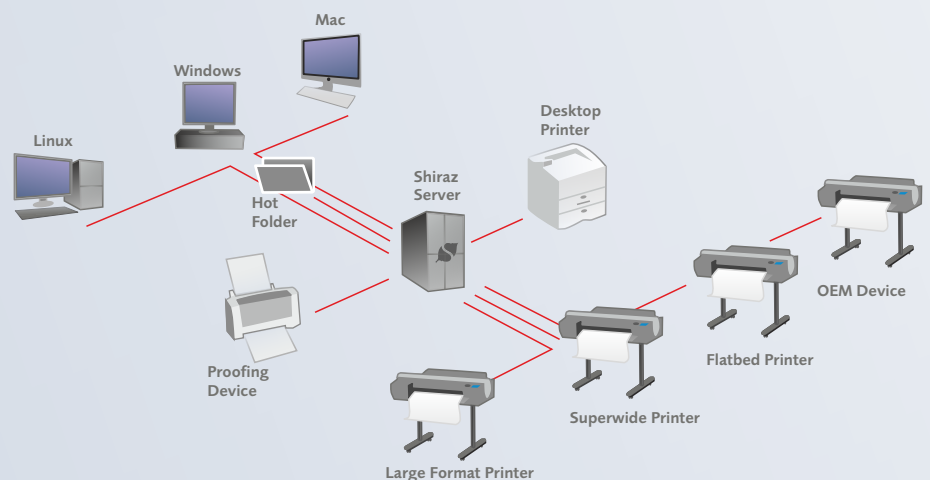 Mac
Windows
Linux
Desktop
Printer
Shiraz
Server
Hot
Folder
OEM Device
Flatbed Printer
Proofing
Device
Superwide Printer
Large Format Printer